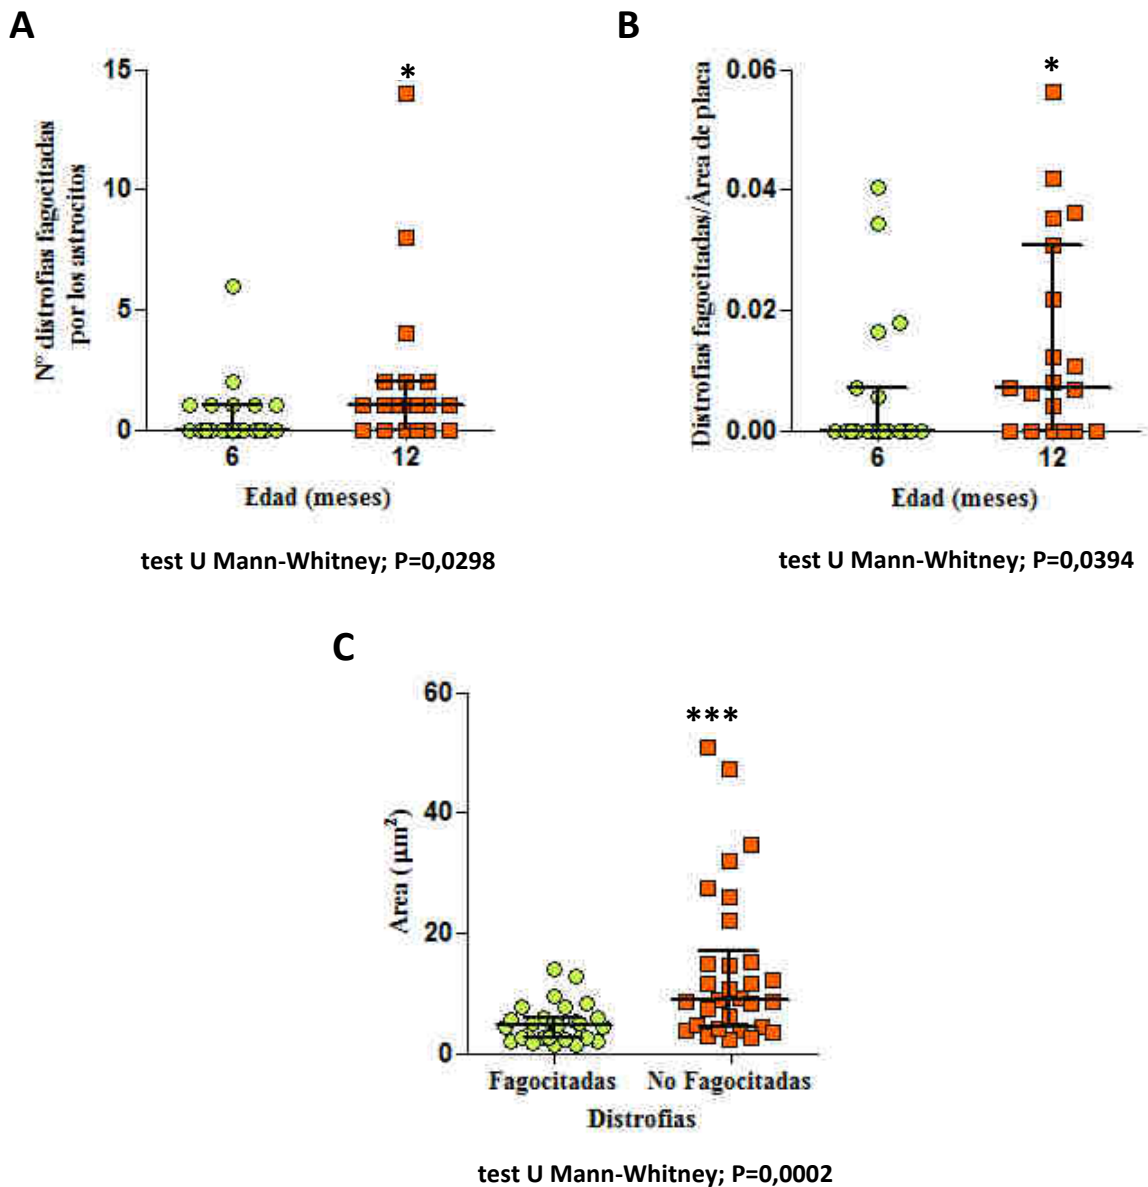 A
15
10
5
0
Nº distrofias fagocitadas
por los astrocitos
*
6
12
Edad (meses)
test U Mann-Whitney; P=0,0298
B
0.06
0.04
0.02
0.00
Distrofias fagocitadas/Área de placa
*
6
12
Edad (meses)
test U Mann-Whitney; P=0,0394
C
60
40
20
0
Area (µm²)
***
Fagocitadas
No Fagocitadas
Distrofias
test U Mann-Whitney; P=0,0002